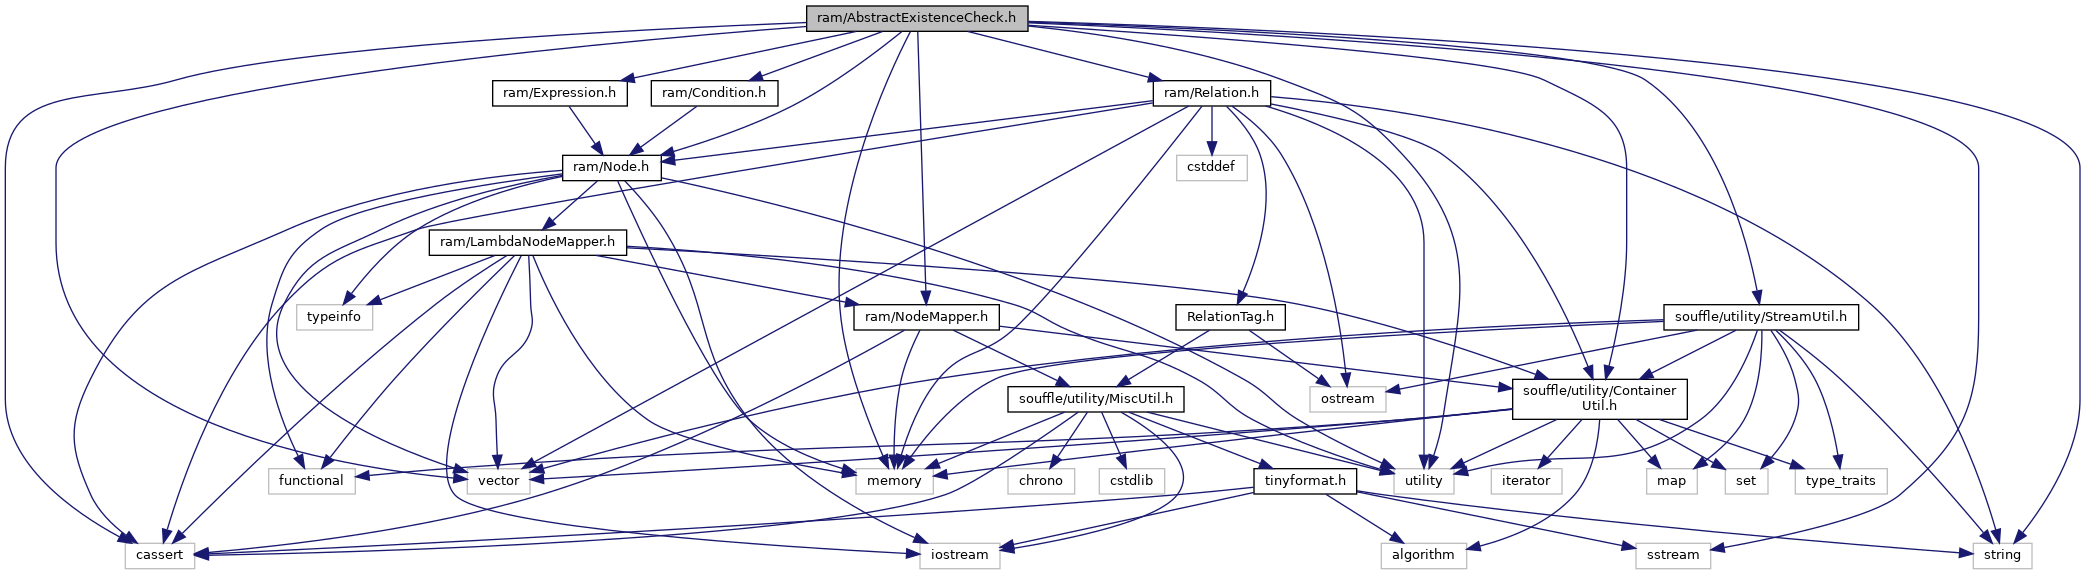 ram/AbstractExistenceCheck.h
ram/Expression.h
ram/Condition.h
ram/Relation.h
ram/Node.h
cstddef
ram/LambdaNodeMapper.h
typeinfo
ram/NodeMapper.h
RelationTag.h
souffle/utility/StreamUtil.h
souffle/utility/MiscUtil.h
ostream
souffle/utility/Container
Util.h
functional
vector
memory
chrono
cstdlib
tinyformat.h
utility
iterator
map
set
type_traits
cassert
iostream
algorithm
sstream
string